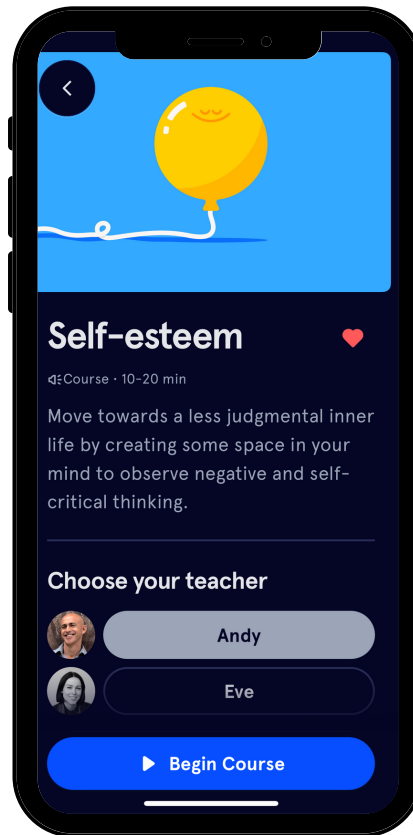 Self-esteem
Course · 10-20 min
Move towards a less judgmental inner
life by creating some space in your
mind to observe negative and self-
critical thinking.
Choose your teacher
Andy
Eve
Begin Course